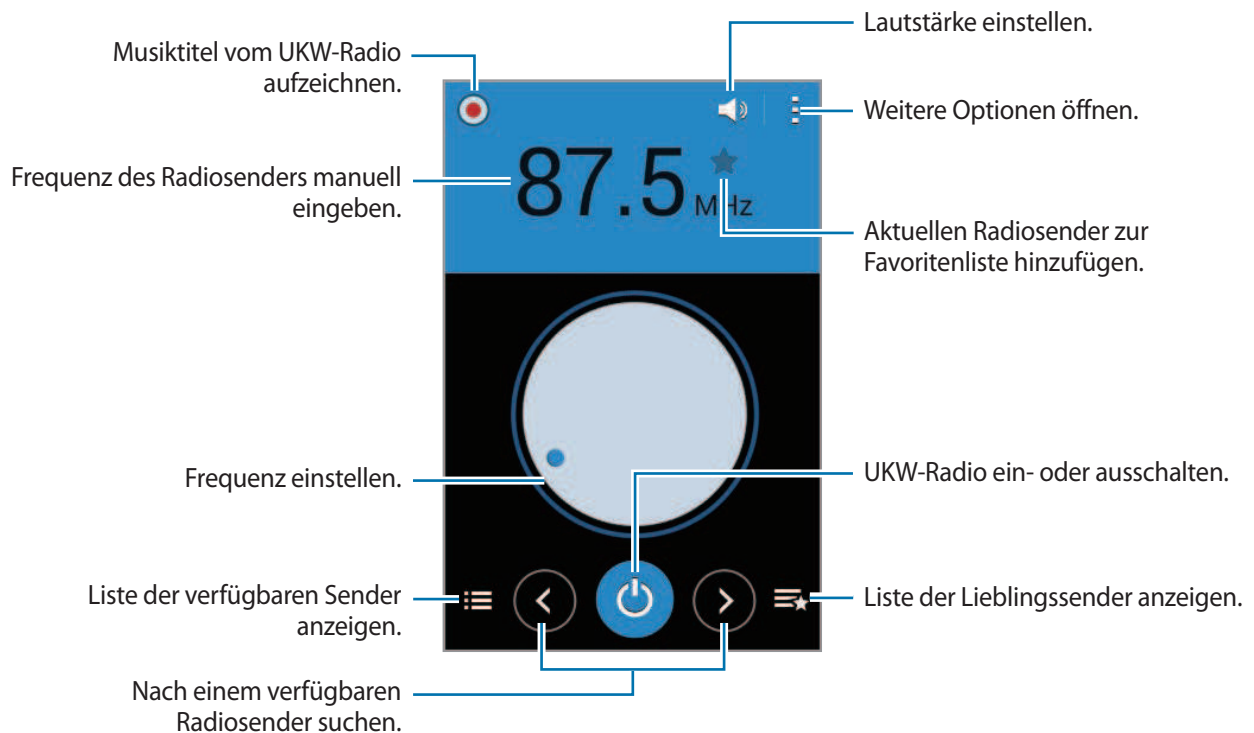 Musiktitel vom UKW-Radio
aufzeichnen.
Frequenz des Radiosenders manuell
eingeben.
Frequenz einstellen.
Liste der verfügbaren Sender
anzeigen.
Nach einem verfügbaren
Radiosender suchen.
87.5 MHz
Lautstärke einstellen.
Weitere Optionen öffnen.
Aktuellen Radiosender zur
Favoritenliste hinzufügen.
UKW-Radio ein- oder ausschalten.
Liste der Lieblingssender anzeigen.